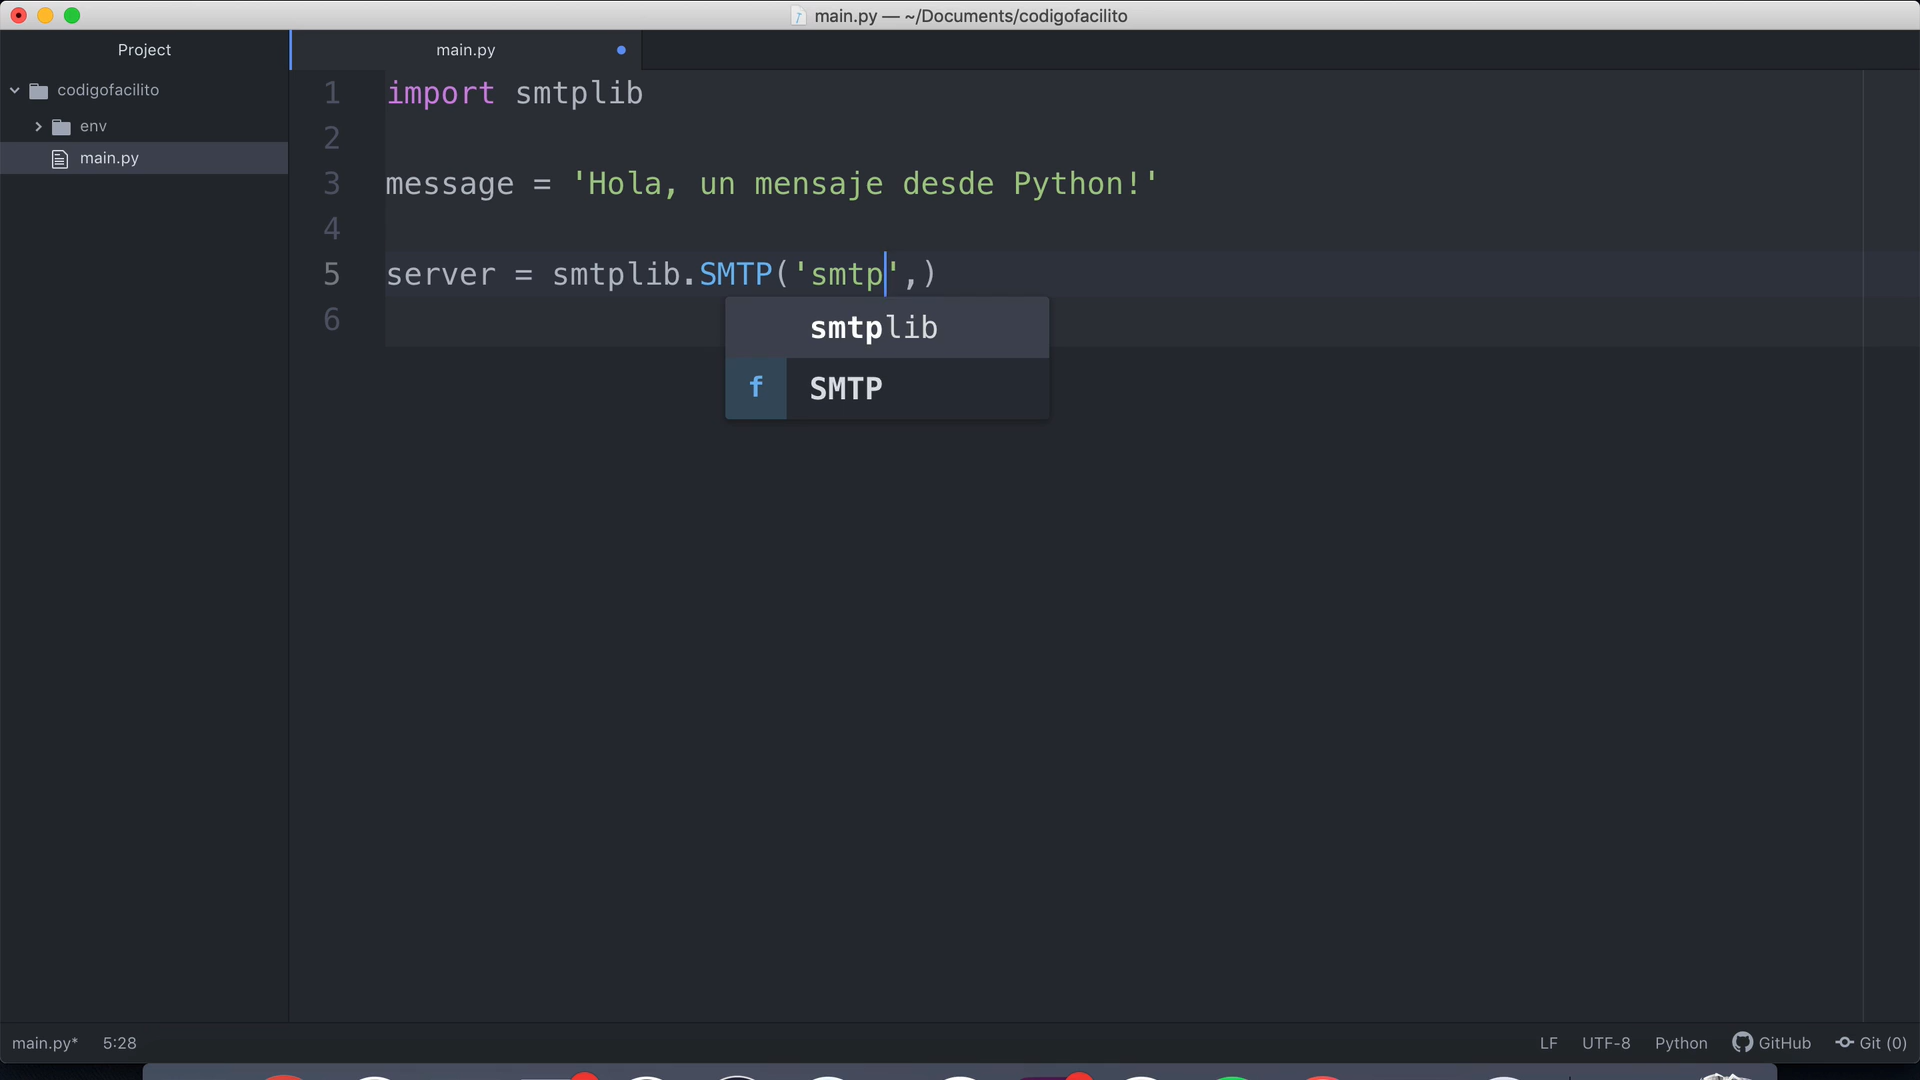 main.py — ~/Documents/codigofacilito
Project
main.py
codigofacilito
env
main.py
1 import smtplib
2
3 message = 'Hola, un mensaje desde Python!'
4
5 server = smtplib.SMTP('smtp',)
6
smtplib
f SMTP
main.py* 5:28 LF UTF-8 Python GitHub Git (0)